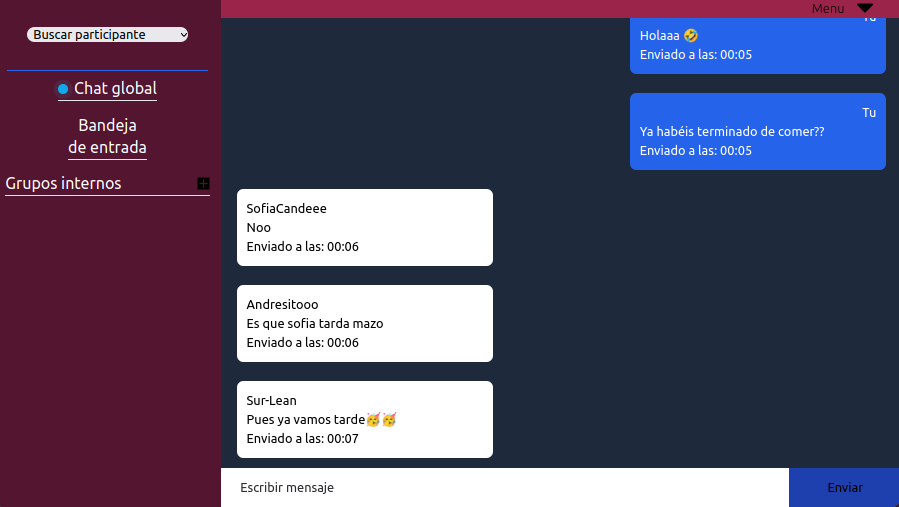 Menu
Buscar participante
Chat global
Bandeja
de entrada
Grupos internos
Tu
Holaaa 🤣
Enviado a las: 00:05
Tu
Ya habéis terminado de comer??
Enviado a las: 00:05
SofiaCandeee
Noo
Enviado a las: 00:06
Andresitooo
Es que sofia tarda mazo
Enviado a las: 00:06
Sur-Lean
Pues ya vamos tarde🥳🥳
Enviado a las: 00:07
Escribir mensaje
Enviar